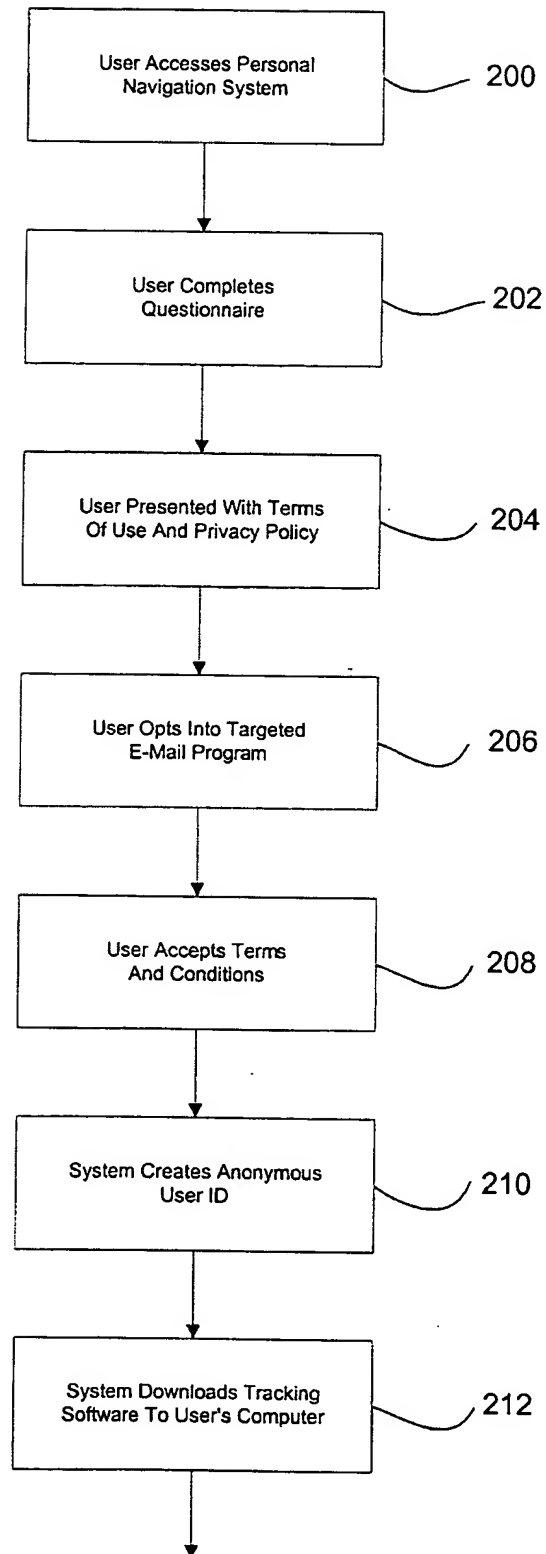 User Accesses Personal
Navigation System
200
User Completes
Questionnaire
202
User Presented With Terms
Of Use And Privacy Policy
204
User Opts Into Targeted
E-Mail Program
206
User Accepts Terms
And Conditions
208
System Creates Anonymous
User ID
210
System Downloads Tracking
Software To User's Computer
212